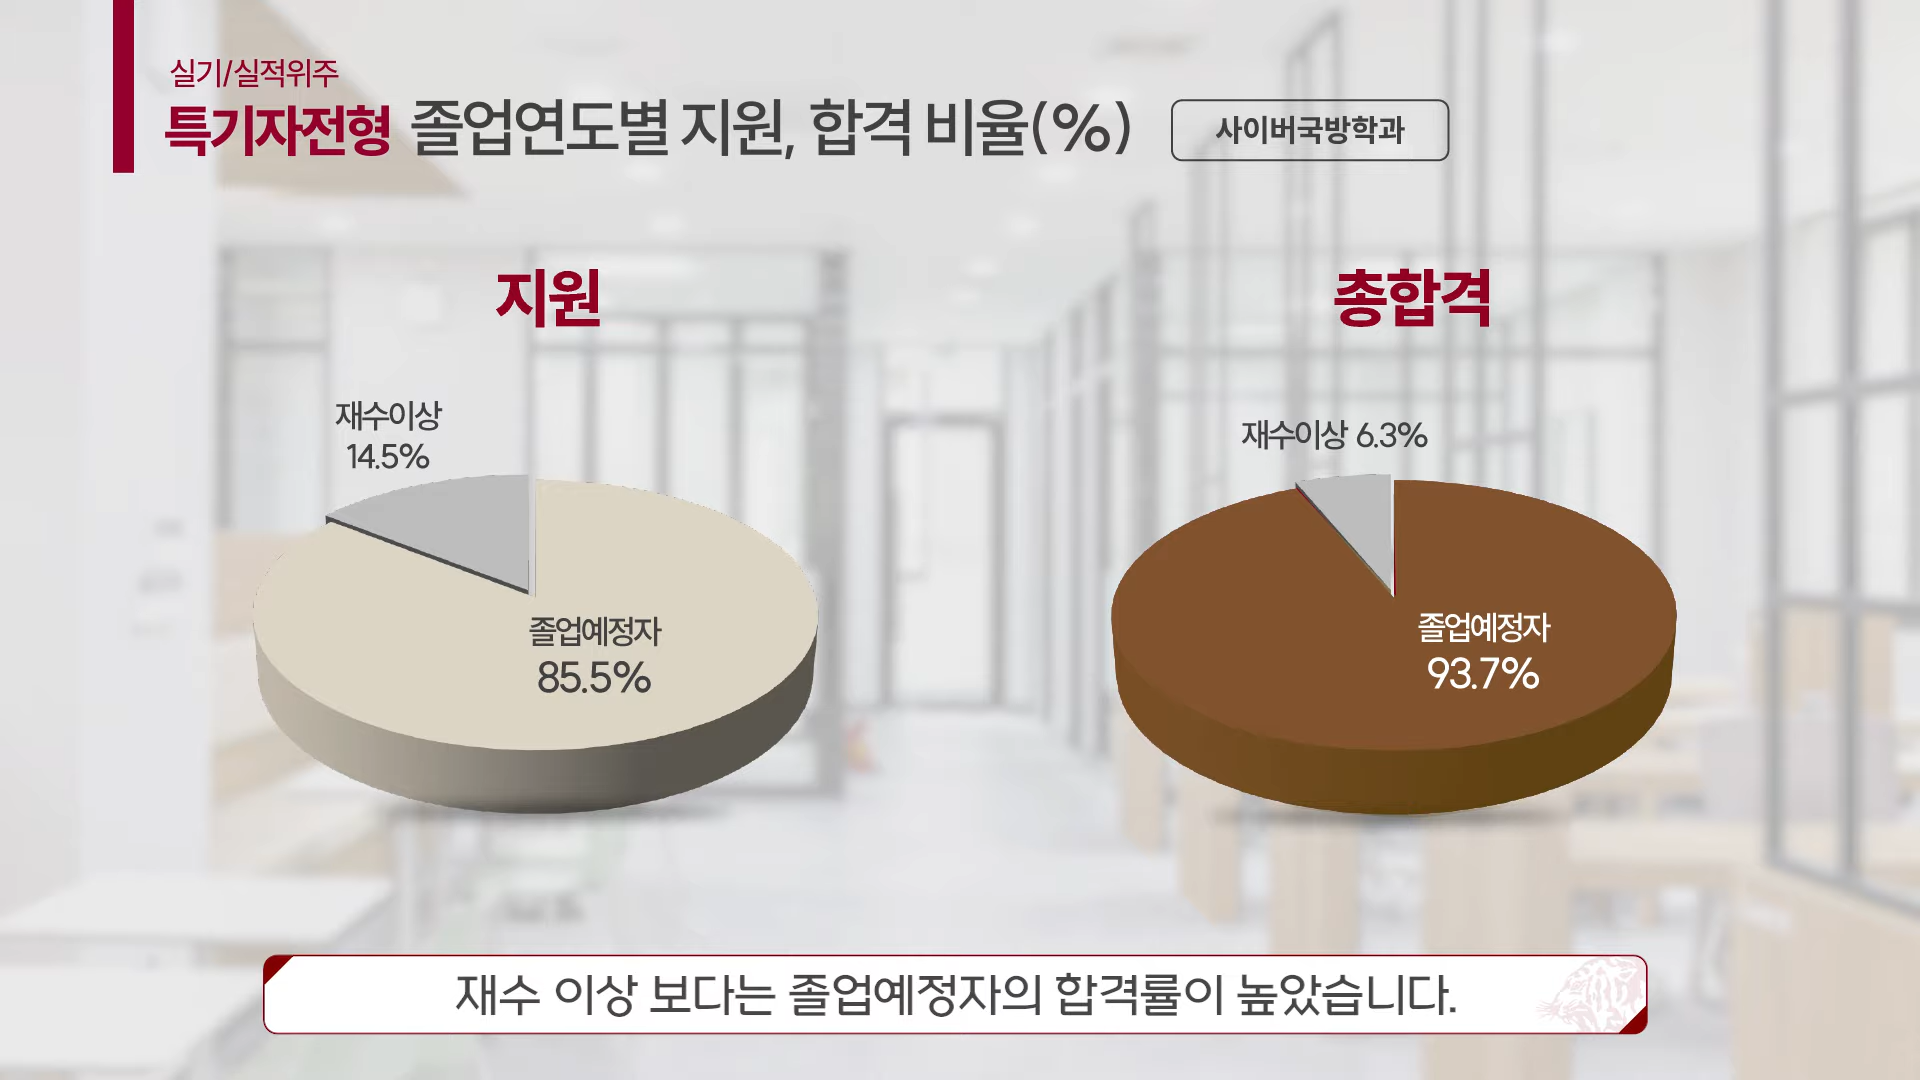 실기/실적위주
특기자전형 졸업연도별 지원, 합격 비율(%)
사이버국방학과
지원
재수이상
14.5%
졸업예정자
85.5%
총합격
재수이상 6.3%
졸업예정자
93.7%
재수 이상 보다는 졸업예정자의 합격률이 높았습니다.